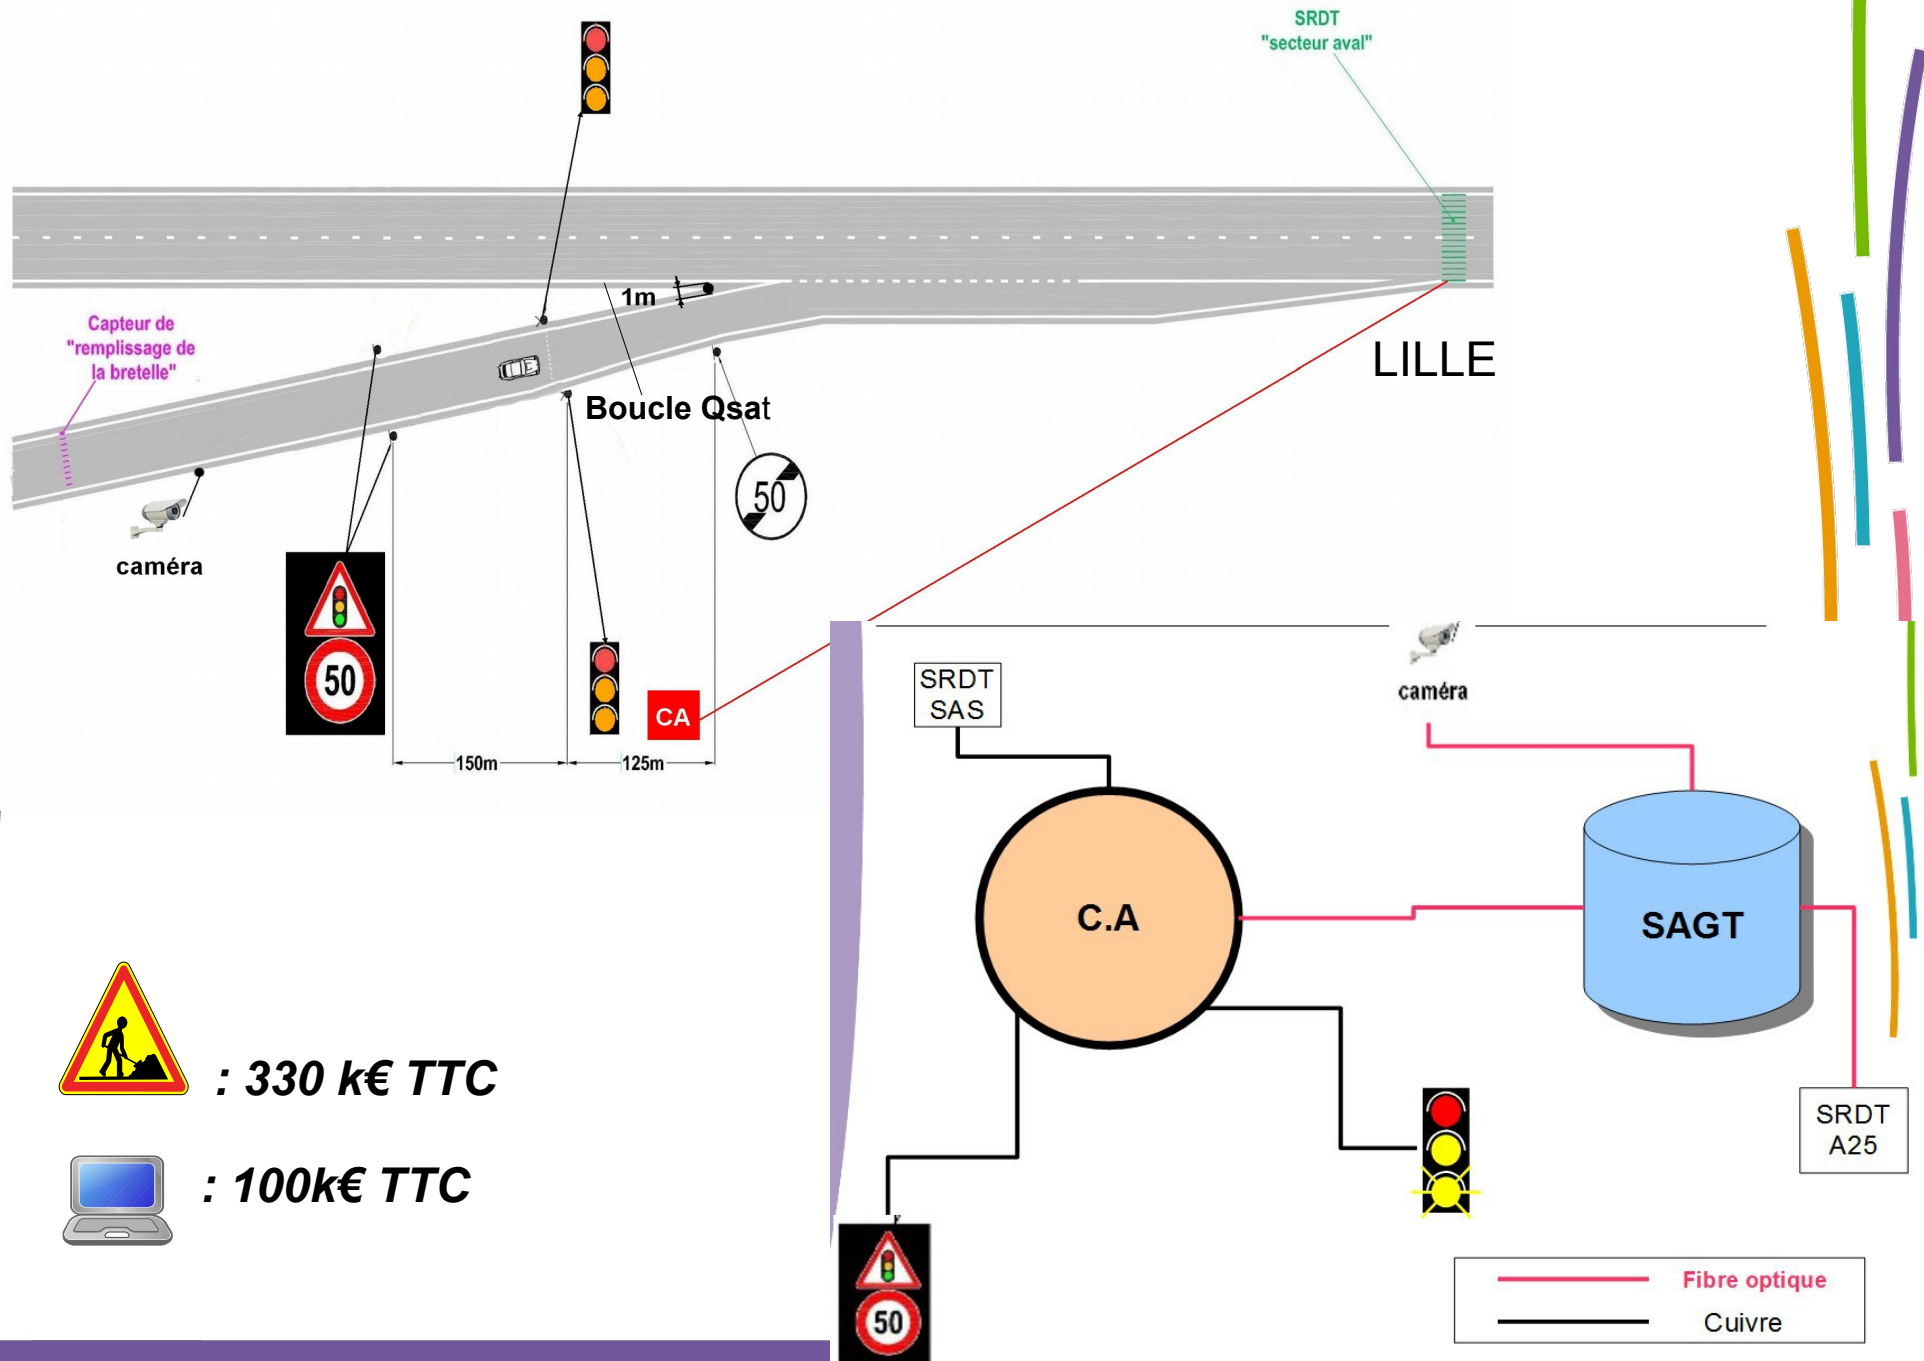 SRDT
"secteur aval"
1m
Capteur de
"remplissage de
la bretelle"
LILLE
Boucle Qsat
50
caméra
50
CA
150m
125m
SRDT
SAS
caméra
C.A
SAGT
: 330 k€ TTC
: 100k€ TTC
SRDT
A25
50
Fibre optique
Cuivre